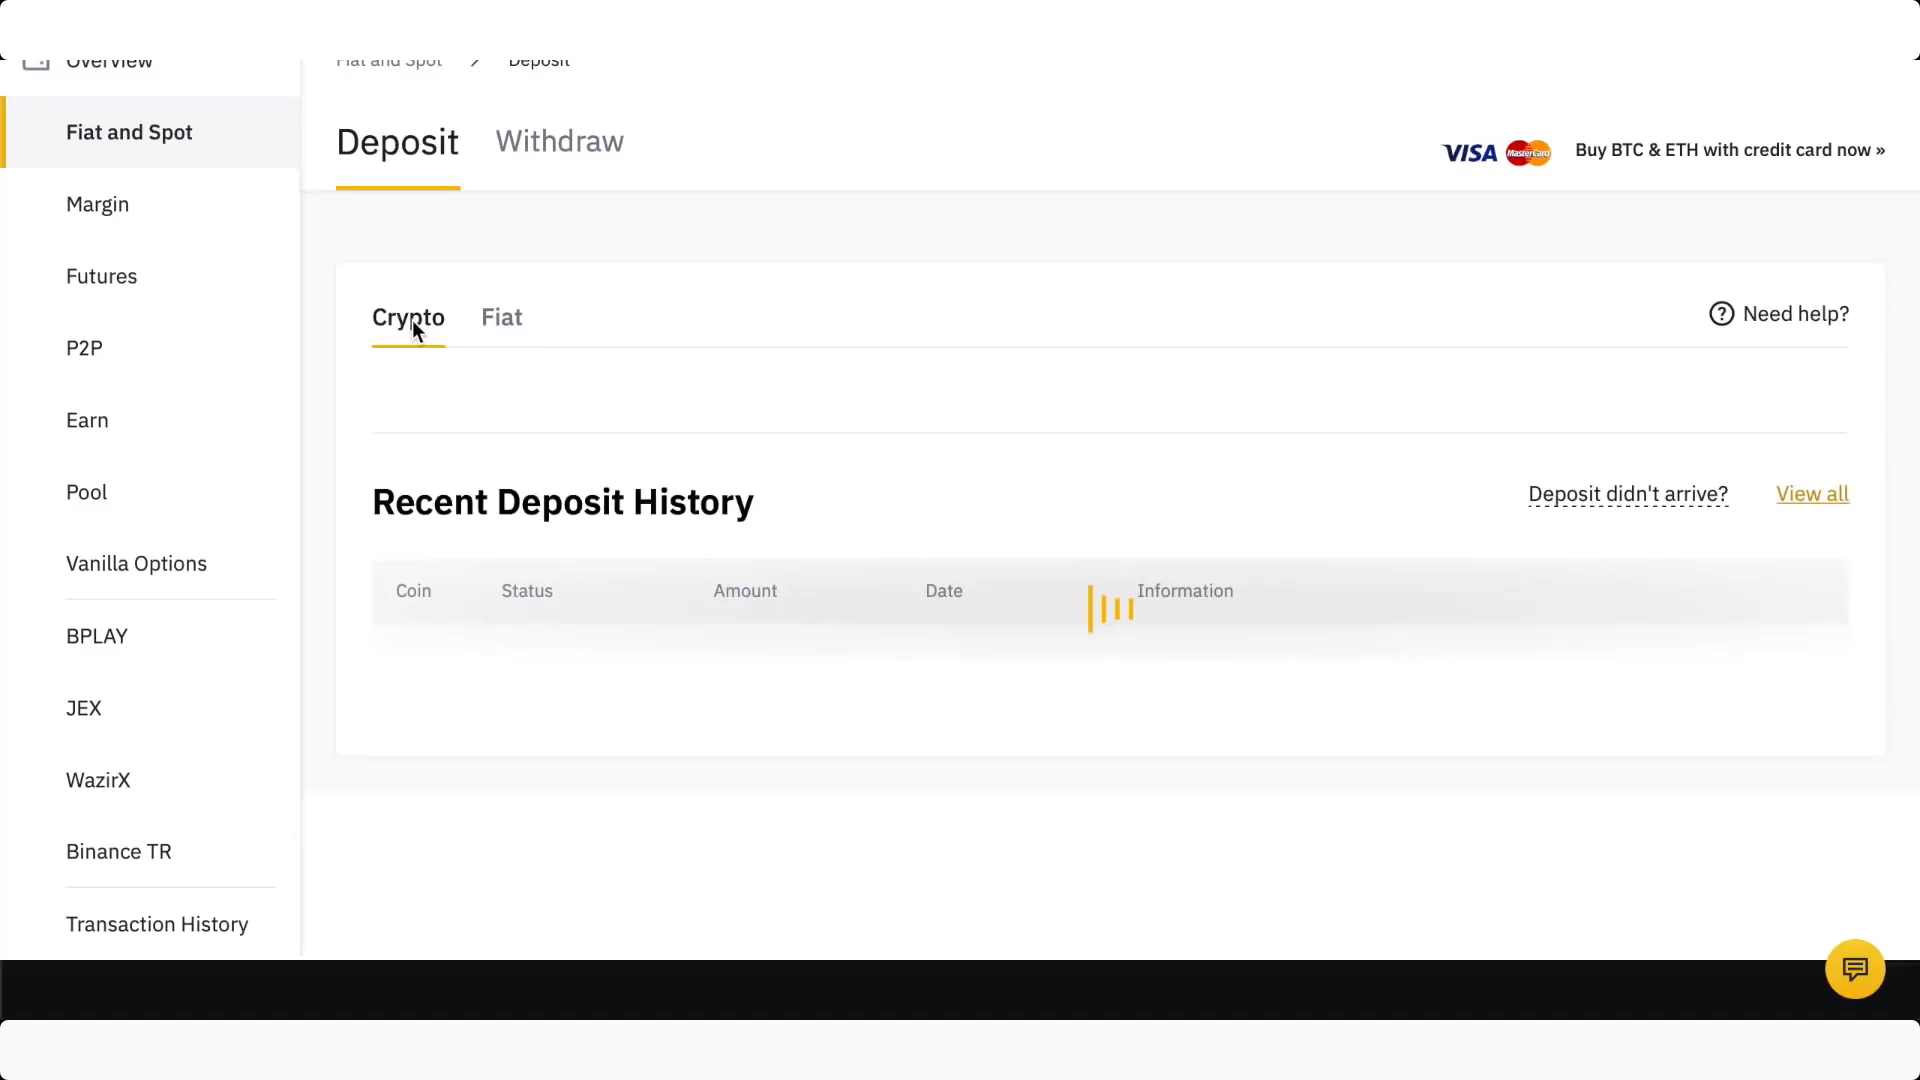 Overview
Fiat and Spot > Deposit
Fiat and Spot
Deposit Withdraw
VISA MasterCard Buy BTC & ETH with credit card now »
Margin
Futures
P2P
Earn
Pool
Vanilla Options
BPLAY
JEX
WazirX
Binance TR
Transaction History
Crypto Fiat
? Need help?
Recent Deposit History
Deposit didn't arrive? View all
Coin Status Amount Date Information